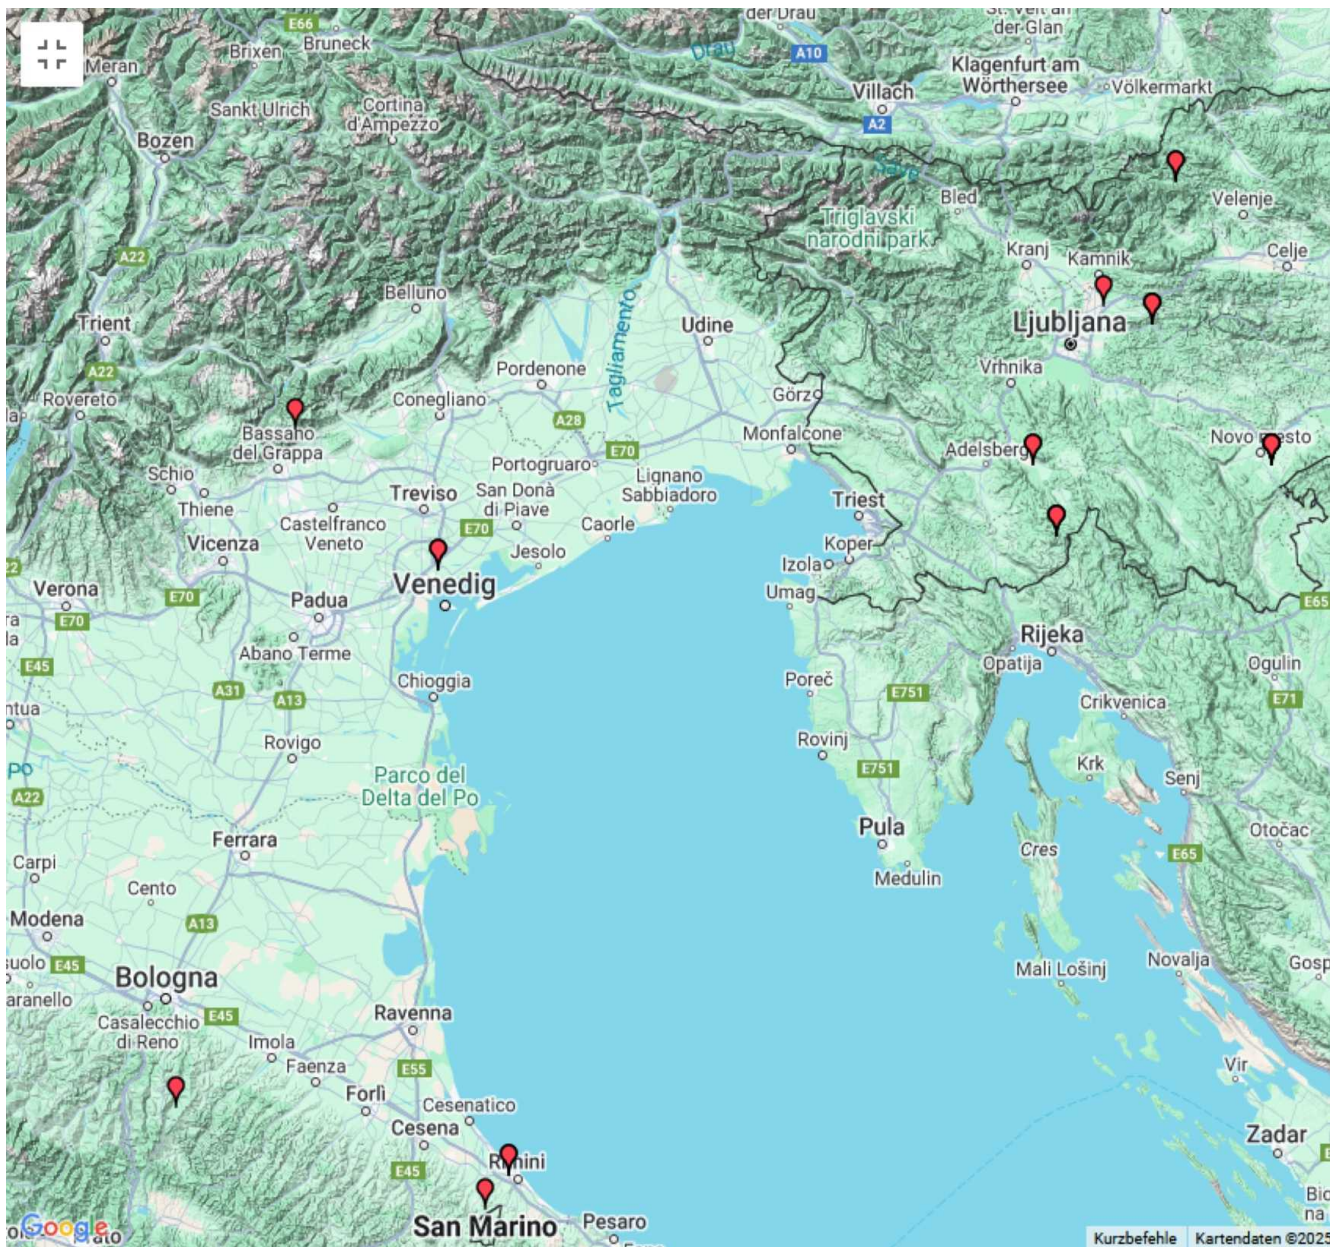 E66
der Drau
St. Veit an
der Glan
Bruneck
Brixen
Drau
A10
Klagenfurt am
Wörthersee
Meran
Villach
Völkermarkt
Sankt Ulrich
Cortina
d'Ampezzo
A2
Bozen
Save
Bled
Velenje
Triglavski
narodni park
Kranj
Kamnik
Celje
A22
Belluno
Tagliamento
Trient
Udine
Ljubljana
A22
Pordenone
Vrhnika
Rovereto
Conegliano
Görz
A28
Bassano
del Grappa
E70
Monfalcone
Adelsberg
Novo mesto
Schio
Portogruaro
Lignano
Sabbiadoro
Treviso
San Donà
di Piave
Triest
Thiene
Castelfranco
Veneto
E70
Caorle
Vicenza
Jesolo
Koper
Izola
22
Verona
E70
Venedig
Umag
E65
Padua
E70
Rijeka
Abano Terme
Opatija
Ogulin
E45
Chioggia
Poreč
E751
A31
A13
E71
Crikvenica
Rovigo
Rovinj
Krk
Po
E751
Senj
Parco del
Delta del Po
A22
Pula
Otočac
Ferrara
Cres
E65
Carpi
Medulin
Cento
Modena
A13
E45
Mali Lošinj
Novalja
Bologna
Ravenna
E45
Casalecchio
di Reno
Imola
Faenza
E55
Vir
Forlì
Cesenatico
Cesena
Zadar
Rimini
E45
San Marino
Pesaro
Google
Kurzbefehle
Kartendaten ©2025